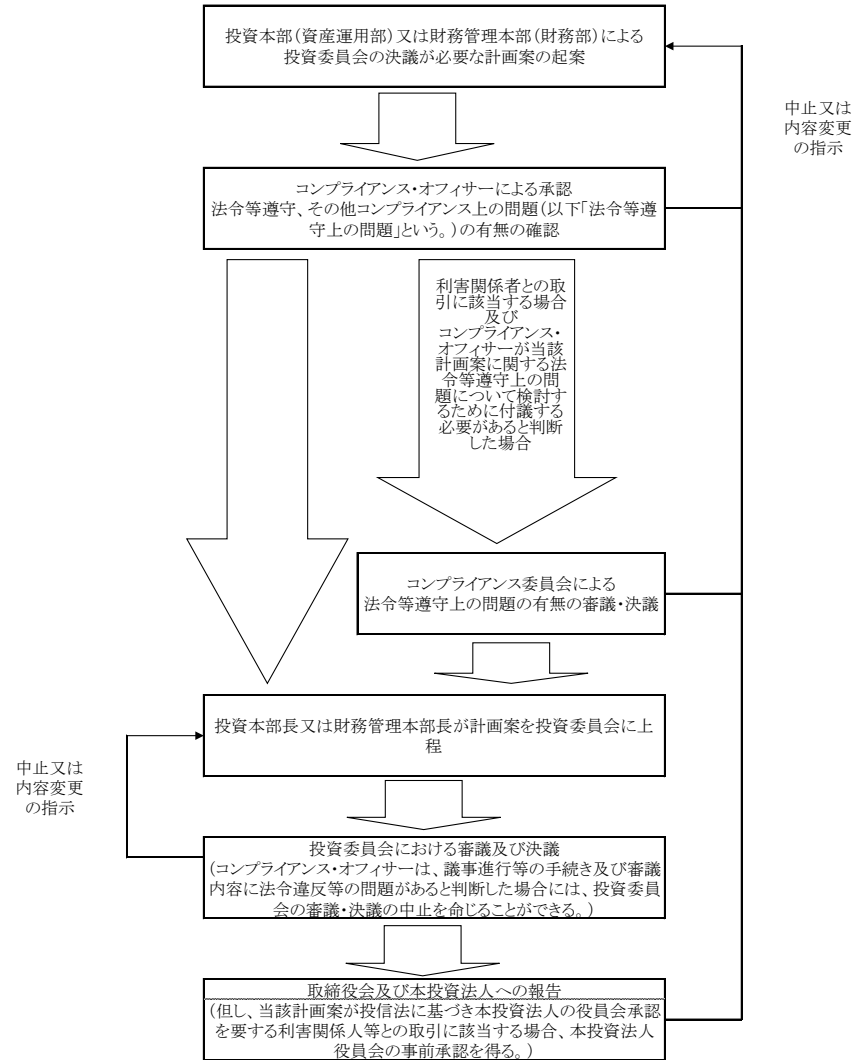 投資本部(資産運用部)又は財務管理本部(財務部)による
投資委員会の決議が必要な計画案の起案
中止又は
内容変更
の指示
コンプライアンス・オフィサーによる承認
法令等遵守、その他コンプライアンス上の問題(以下「法令等遵
守上の問題」という。)の有無の確認
利害関係者との取
引に該当する場合
及び
コンプライアンス・
オフィサーが当該
計画案に関する法
令等遵守上の問
題について検討す
るために付議する
必要があると判断
した場合
コンプライアンス委員会による
法令等遵守上の問題の有無の審議・決議
投資本部長又は財務管理本部長が計画案を投資委員会に上
程
中止又は
内容変更
の指示
投資委員会における審議及び決議
(コンプライアンス・オフィサーは、議事進行等の手続き及び審議
内容に法令違反等の問題があると判断した場合には、投資委員
会の審議・決議の中止を命じることができる。)
取締役会及び本投資法人への報告
(但し、当該計画案が投信法に基づき本投資法人の役員会承認
を要する利害関係人等との取引に該当する場合、本投資法人
役員会の事前承認を得る。)